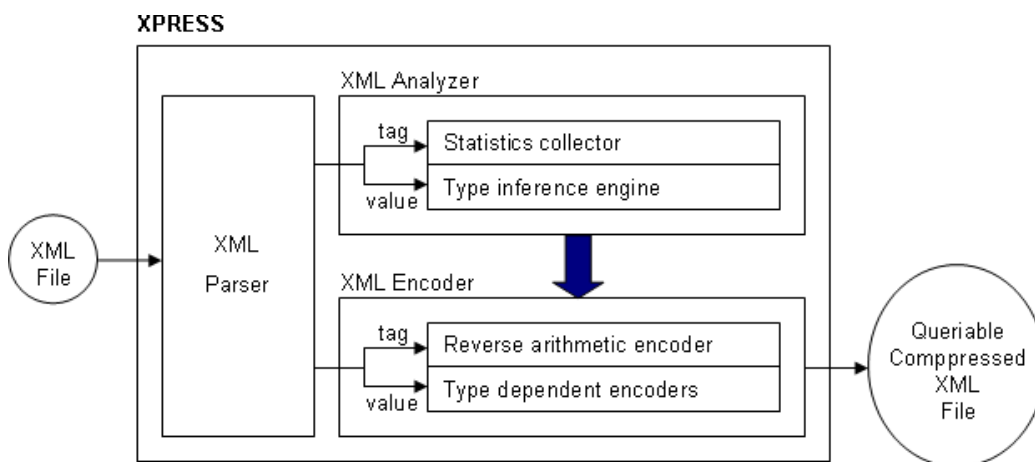 XPRESS
XML Analyzer
tag
Statistics collector
Type inference engine
value
XML
File
XML
Parser
XML Encoder
tag
Reverse arithmetic encoder
Type dependent encoders
value
Queriable
Comppressed
XML
File